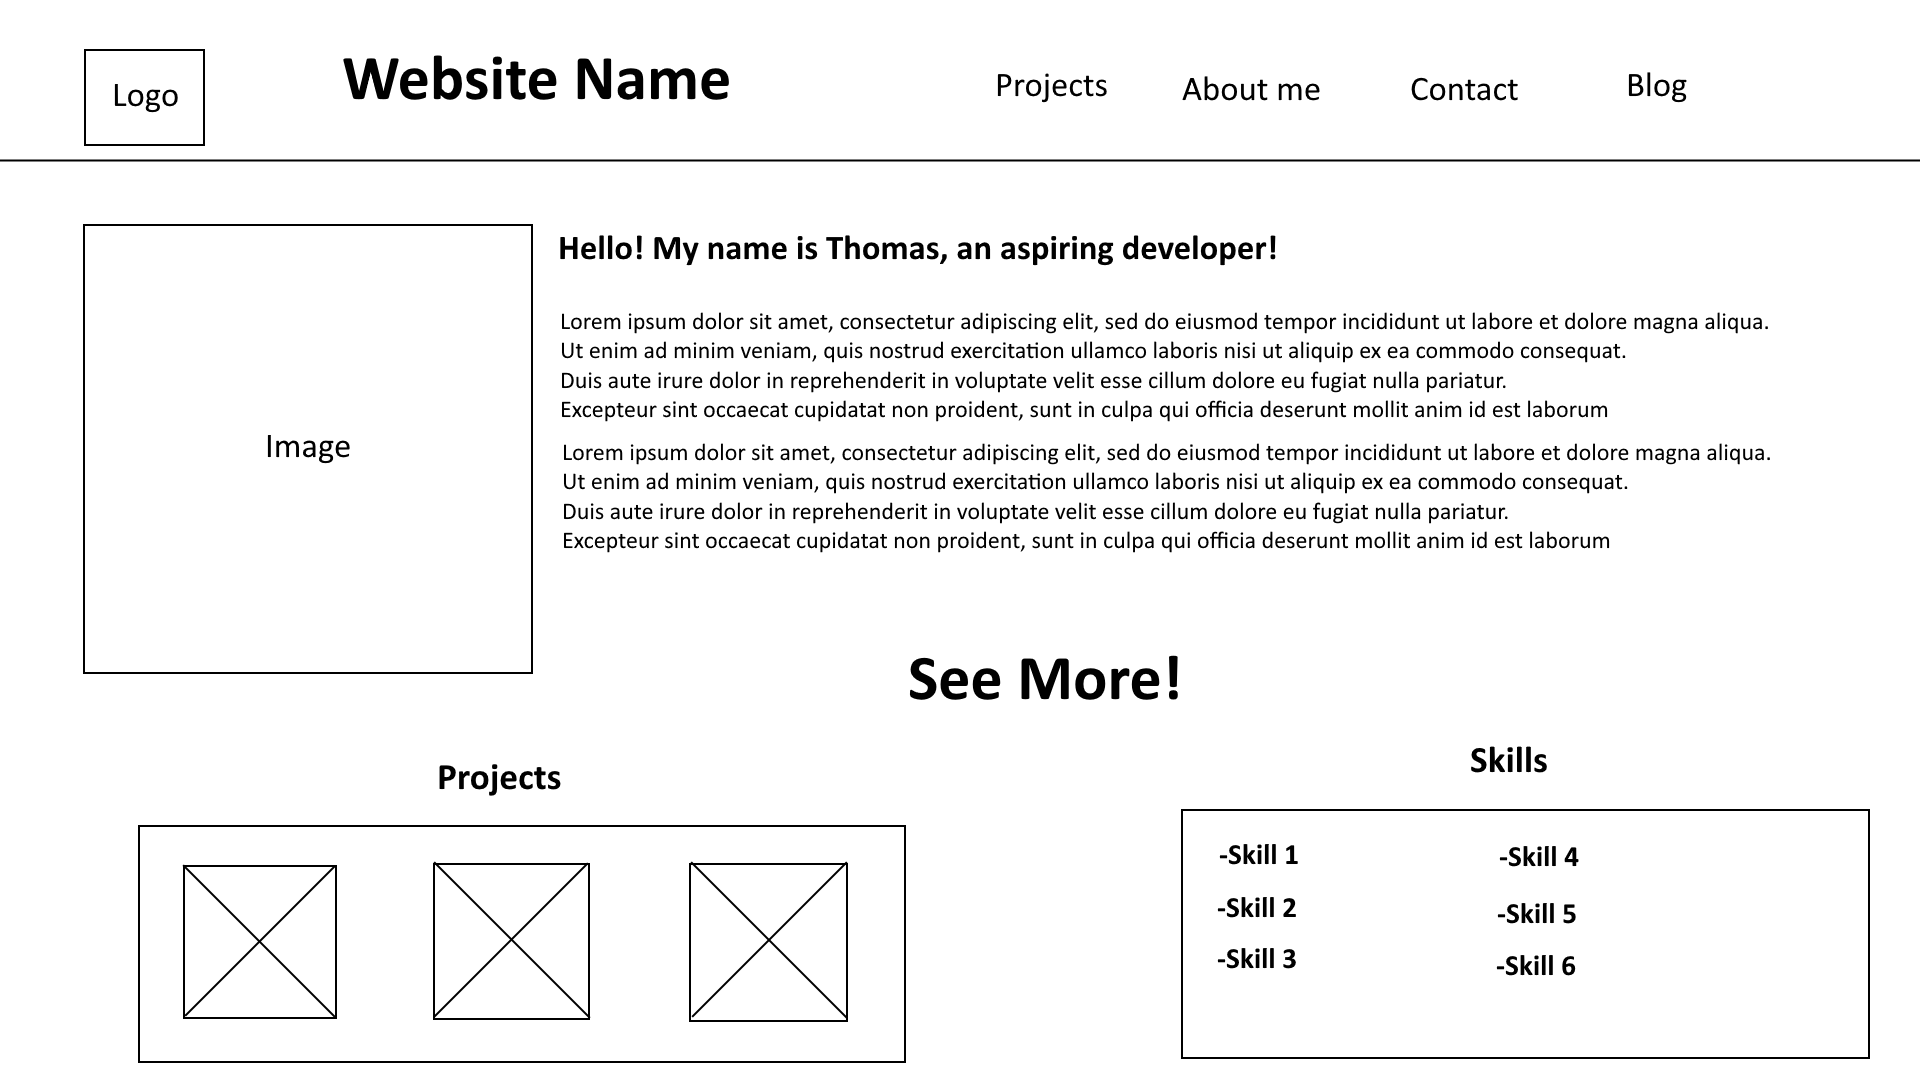 Logo
Website Name
Projects
About me
Contact
Blog
Image
Hello! My name is Thomas, an aspiring developer!
Lorem ipsum dolor sit amet, consectetur adipiscing elit, sed do eiusmod tempor incididunt ut labore et dolore magna aliqua.
Ut enim ad minim veniam, quis nostrud exercitation ullamco laboris nisi ut aliquip ex ea commodo consequat.
Duis aute irure dolor in reprehenderit in voluptate velit esse cillum dolore eu fugiat nulla pariatur.
Excepteur sint occaecat cupidatat non proident, sunt in culpa qui officia deserunt mollit anim id est laborum
Lorem ipsum dolor sit amet, consectetur adipiscing elit, sed do eiusmod tempor incididunt ut labore et dolore magna aliqua.
Ut enim ad minim veniam, quis nostrud exercitation ullamco laboris nisi ut aliquip ex ea commodo consequat.
Duis aute irure dolor in reprehenderit in voluptate velit esse cillum dolore eu fugiat nulla pariatur.
Excepteur sint occaecat cupidatat non proident, sunt in culpa qui officia deserunt mollit anim id est laborum
See More!
Projects
Skills
-Skill 1
-Skill 2
-Skill 3
-Skill 4
-Skill 5
-Skill 6